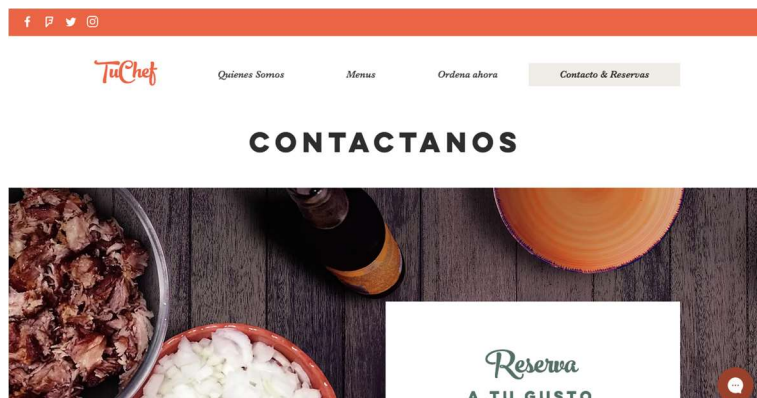 TuChef
Quienes Somos
Menus
Ordena ahora
Contacto & Reservas
CONTACTANOS
Reserva
A TU GUSTO